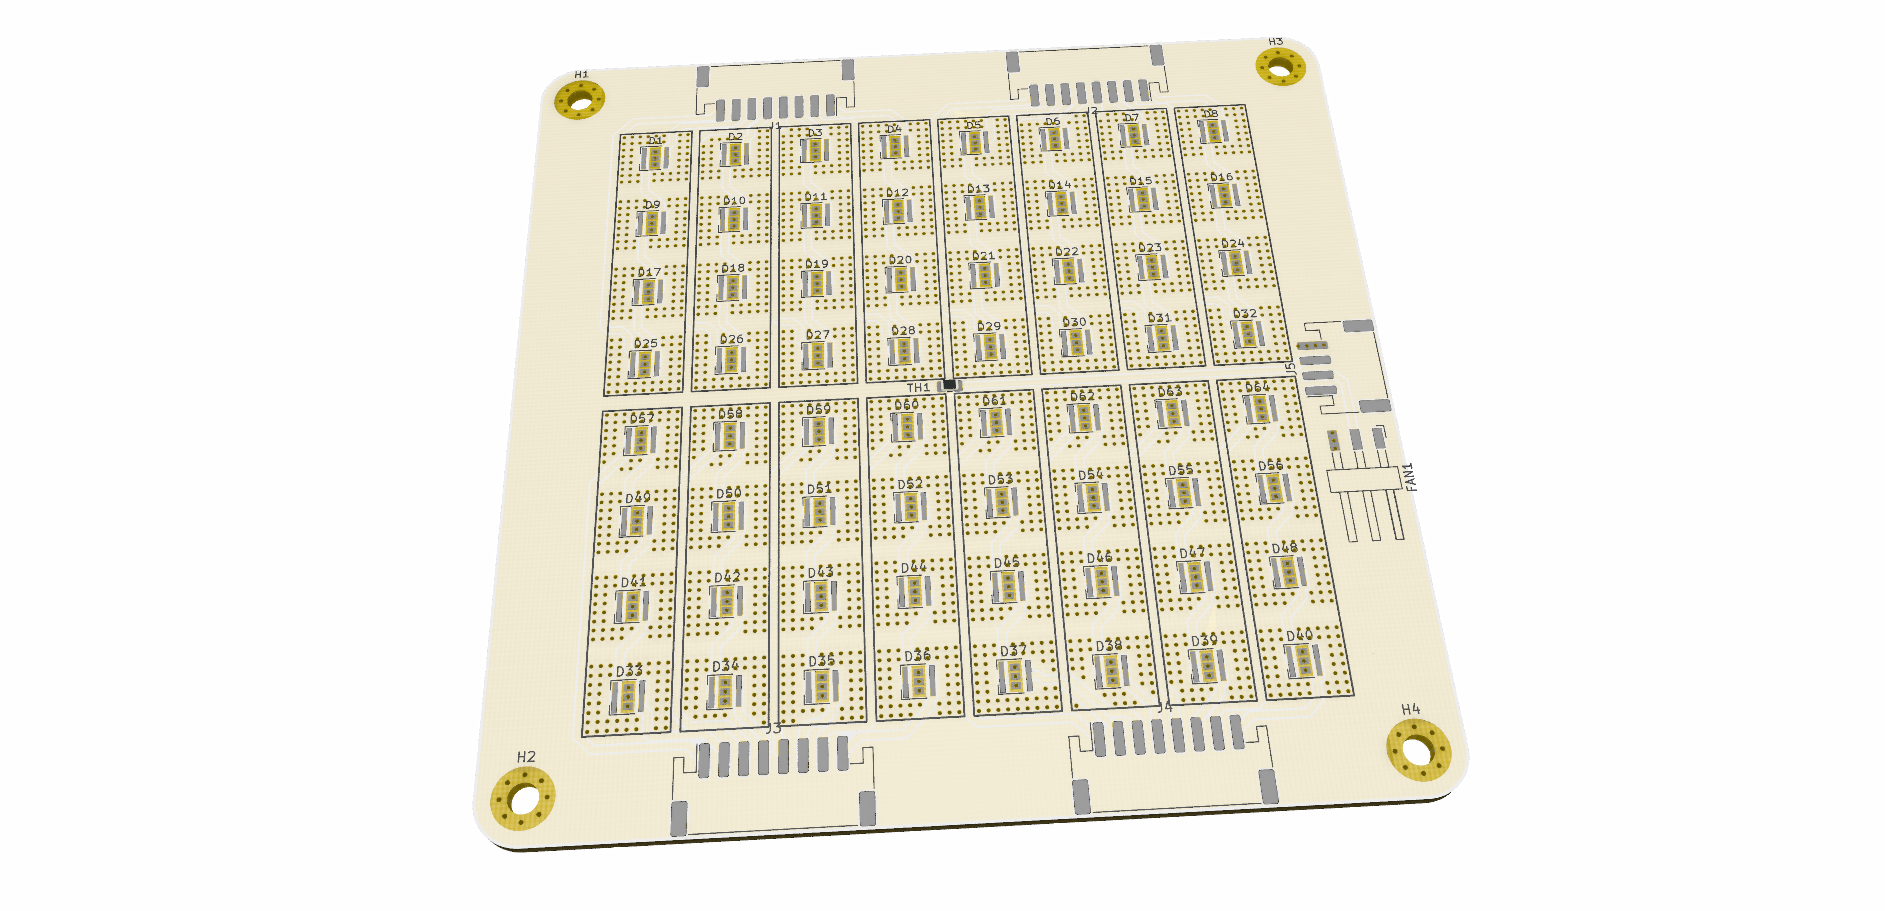 H1
H3
J1
J2
D1 D2 D3 D4 D5 D6 D7 D8
D9 D10 D11 D12 D13 D14 D15 D16
D17 D18 D19 D20 D21 D22 D23 D24
D25 D26 D27 D28 D29 D30 D31 D32
TH1
J5
D57 D58 D59 D60 D61 D62 D63 D64
FAN1
D49 D50 D51 D52 D53 D54 D55 D56
D41 D42 D43 D44 D45 D46 D47 D48
D33 D34 D35 D36 D37 D38 D39 D40
J3
J4
H2
H4